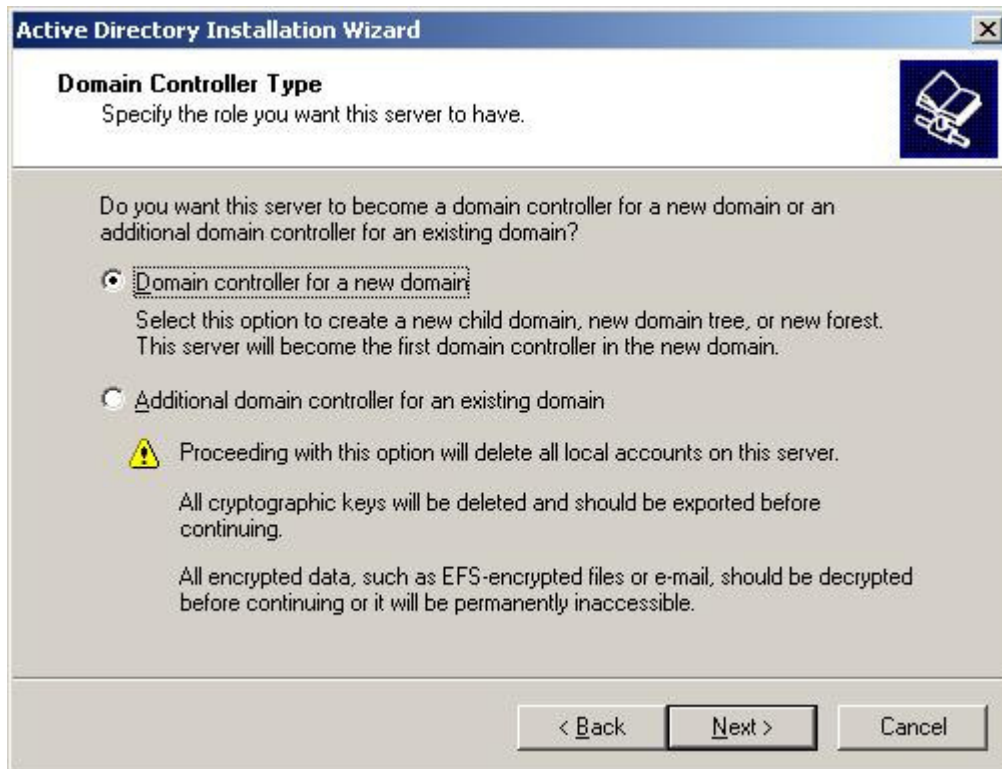 Active Directory Installation Wizard
Domain Controller Type
Specify the role you want this server to have.
Do you want this server to become a domain controller for a new domain or an
additional domain controller for an existing domain?
Domain controller for a new domain
Select this option to create a new child domain, new domain tree, or new forest.
This server will become the first domain controller in the new domain.
Additional domain controller for an existing domain
Proceeding with this option will delete all local accounts on this server.
All cryptographic keys will be deleted and should be exported before
continuing.
All encrypted data, such as EFS-encrypted files or e-mail, should be decrypted
before continuing or it will be permanently inaccessible.
< Back
Next >
Cancel